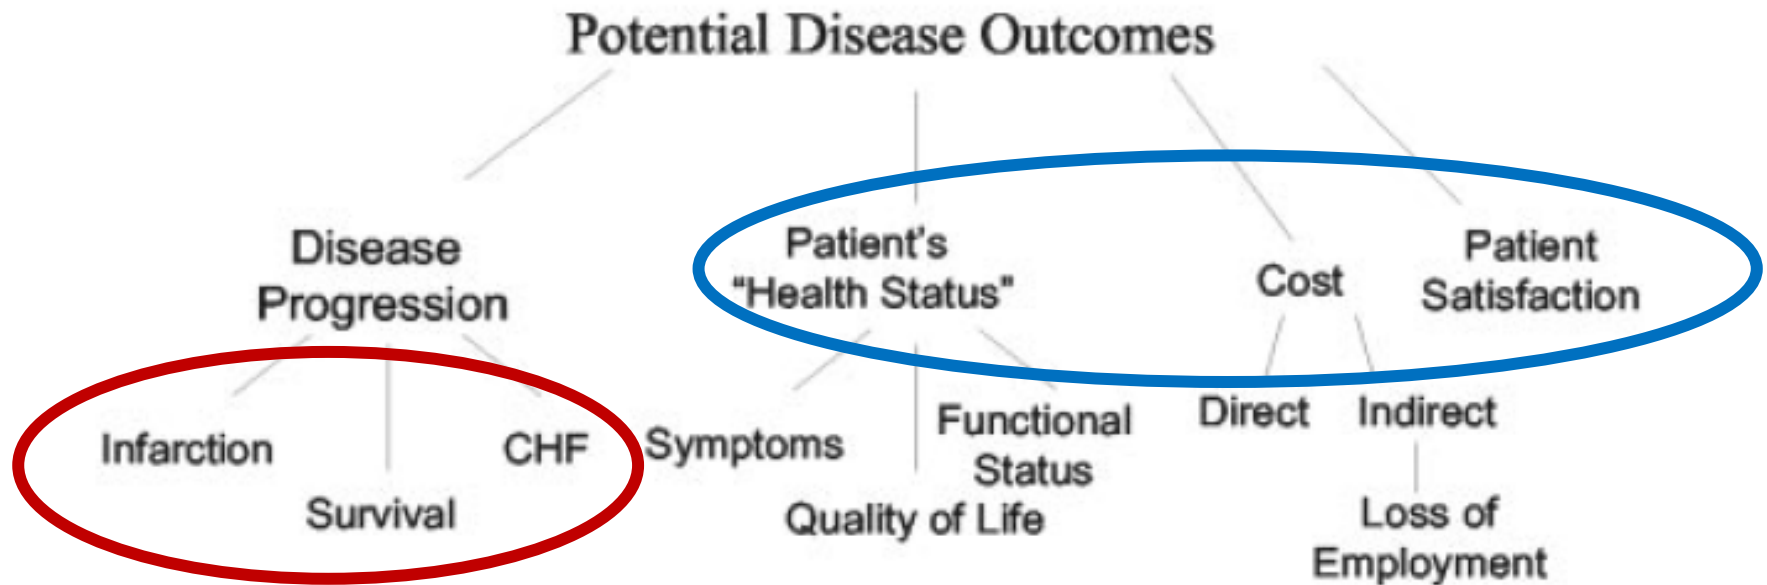 Potential Disease Outcomes
Disease
Progression
Patient's
"Health Status"
Cost
Patient
Satisfaction
Infarction
Survival
CHF
Symptoms
Quality of Life
Functional
Status
Direct
Indirect
Loss of
Employment